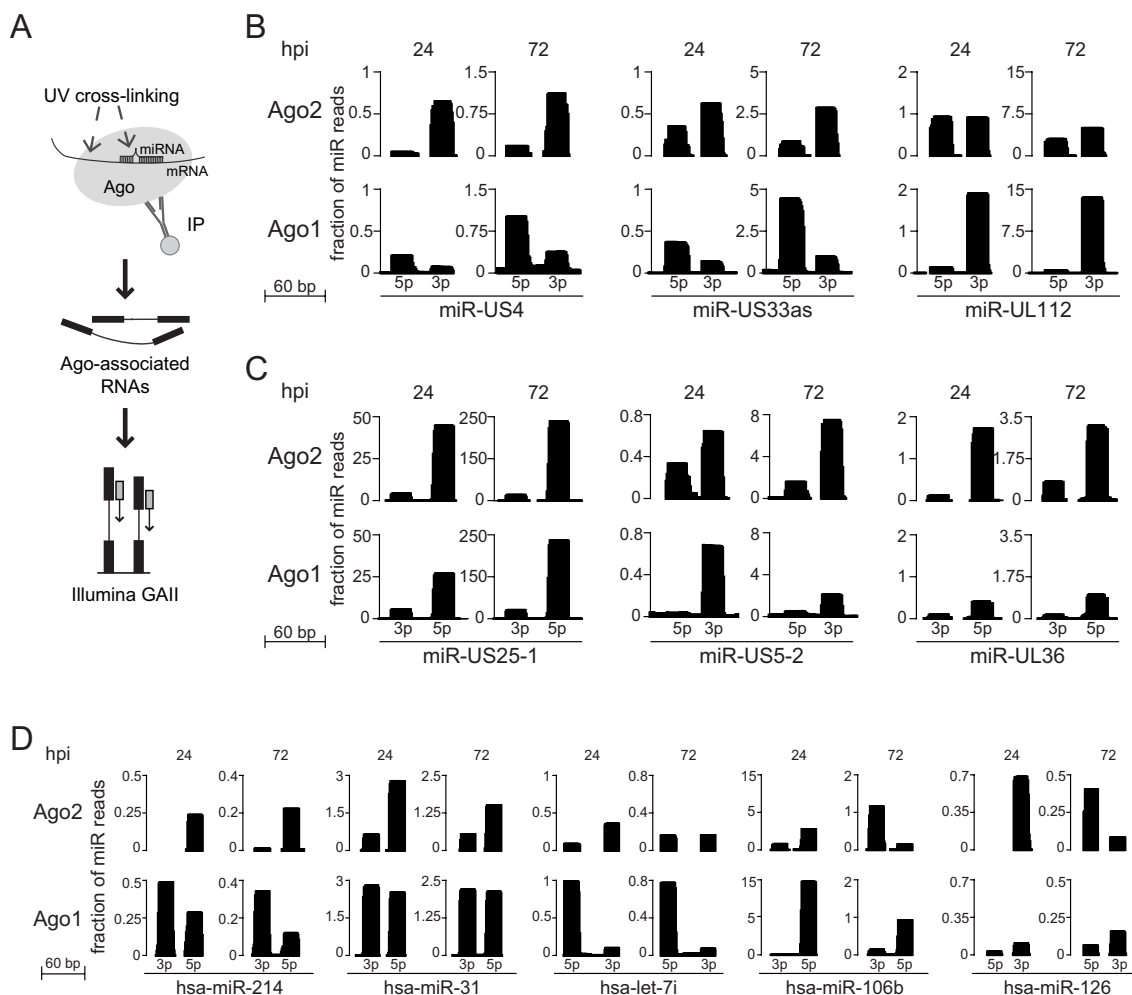 A
UV cross-linking
miRNA
mRNA
Ago
IP
Ago-associated
RNAs
Illumina GAII
B
hpi 24 72 24 72 24 72
Ago2
Ago1
fraction of miR reads
1 1.5 1 5 2 15
0.5 0.75 0.5 2.5 1 7.5
0 0 0 0 0 0
1 1.5 1 5 2 15
0.5 0.75 0.5 2.5 1 7.5
0 0 0 0 0 0
5p 3p 5p 3p 5p 3p 5p 3p 5p 3p 5p 3p
60 bp
miR-US4 miR-US33as miR-UL112
C
hpi 24 72 24 72 24 72
Ago2
Ago1
fraction of miR reads
50 250 0.8 8 2 3.5
25 150 0.4 4 1 1.75
0 0 0 0 0 0
50 250 0.8 8 2 3.5
25 150 0.4 4 1 1.75
0 0 0 0 0 0
3p 5p 3p 5p 5p 3p 5p 3p 3p 5p 3p 5p
60 bp
miR-US25-1 miR-US5-2 miR-UL36
D
hpi 24 72 24 72 24 72 24 72 24 72
Ago2
Ago1
fraction of miR reads
0.5 0.4 3 2.5 1 1 15 2 0.7 0.5
0.25 0.2 1.5 1.25 0.5 0.4 5 1 0.35 0.25
0 0 0 0 0 0 0 0 0 0
0.5 0.4 3 2.5 1 1 15 2 0.7 0.5
0.25 0.2 1.5 1.25 0.5 0.4 5 1 0.35 0.25
0 0 0 0 0 0 0 0 0 0
3p 5p 3p 5p 3p 5p 3p 5p 5p 3p 5p 3p 3p 5p 3p 5p 5p 3p 5p 3p
60 bp
hsa-miR-214 hsa-miR-31 hsa-let-7i hsa-miR-106b hsa-miR-126